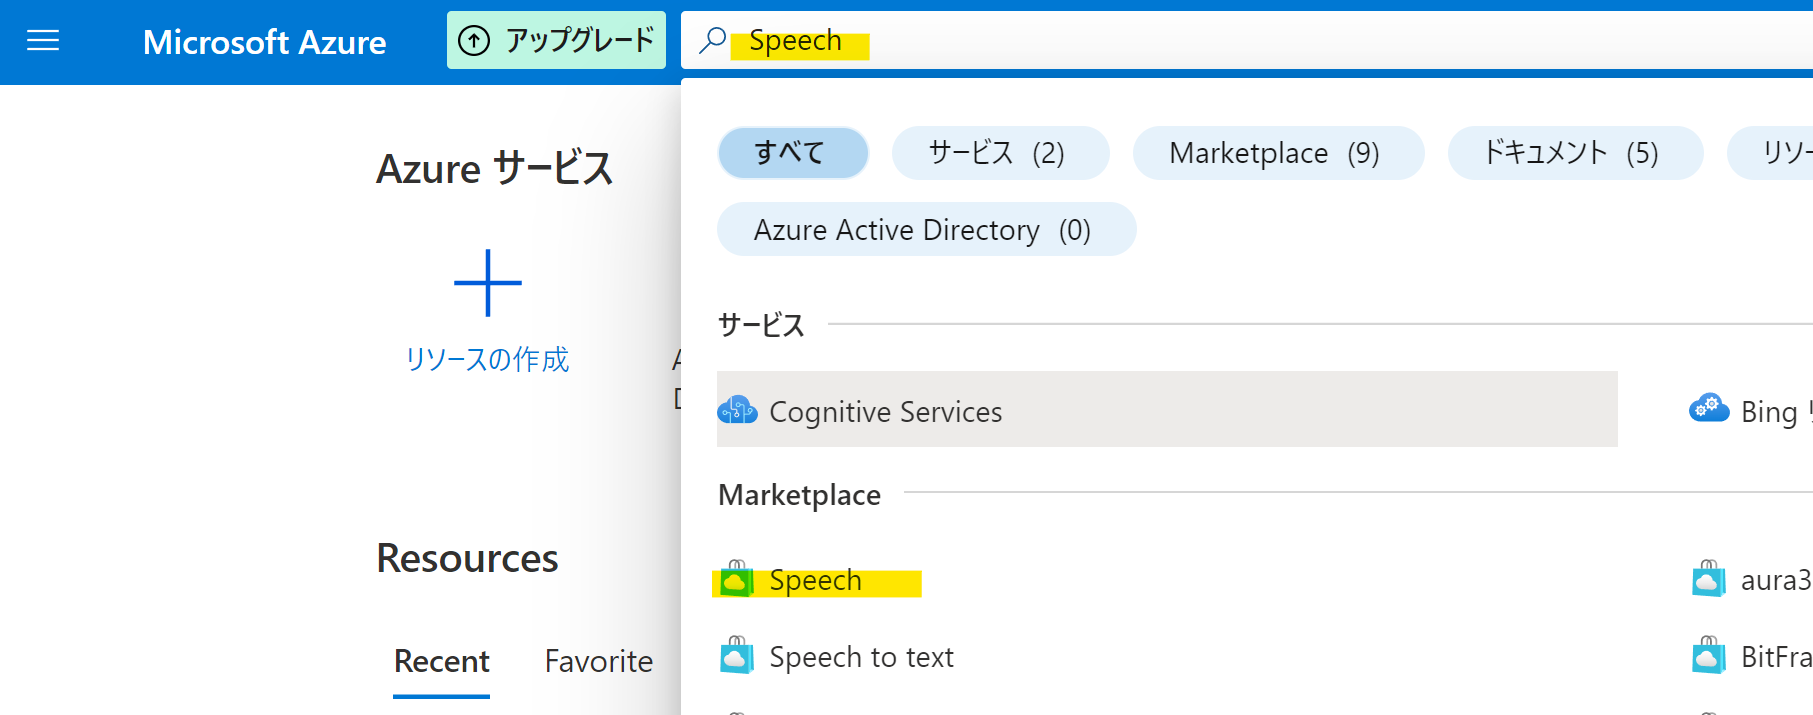 Microsoft Azure
アップグレード
Speech
すべて
サービス (2)
Marketplace (9)
ドキュメント (5)
リソー
Azure Active Directory (0)
Azure サービス
リソースの作成
サービス
Cognitive Services
Bing リ
Marketplace
Speech
aura3
Speech to text
BitFra
Resources
Recent
Favorite